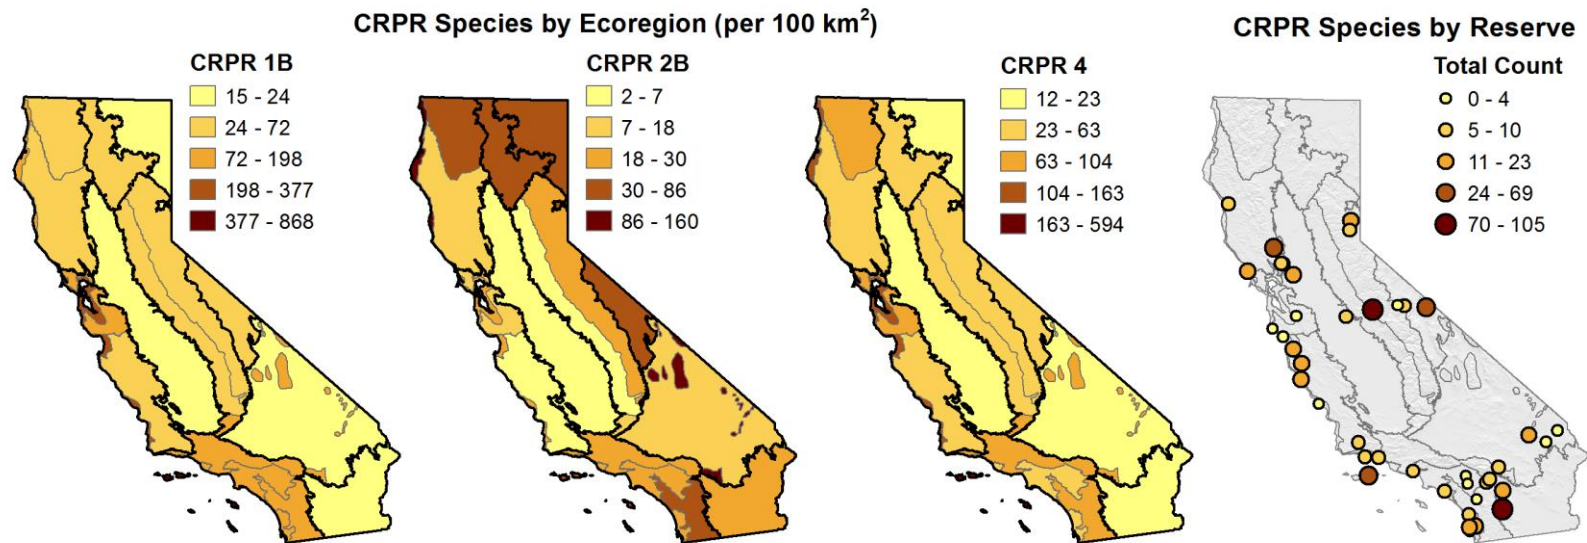 CRPR Species by Ecoregion (per 100 km²)
CRPR 1B
15 - 24
24 - 72
72 - 198
198 - 377
377 - 868
CRPR 2B
2 - 7
7 - 18
18 - 30
30 - 86
86 - 160
CRPR 4
12 - 23
23 - 63
63 - 104
104 - 163
163 - 594
CRPR Species by Reserve
Total Count
0 - 4
5 - 10
11 - 23
24 - 69
70 - 105